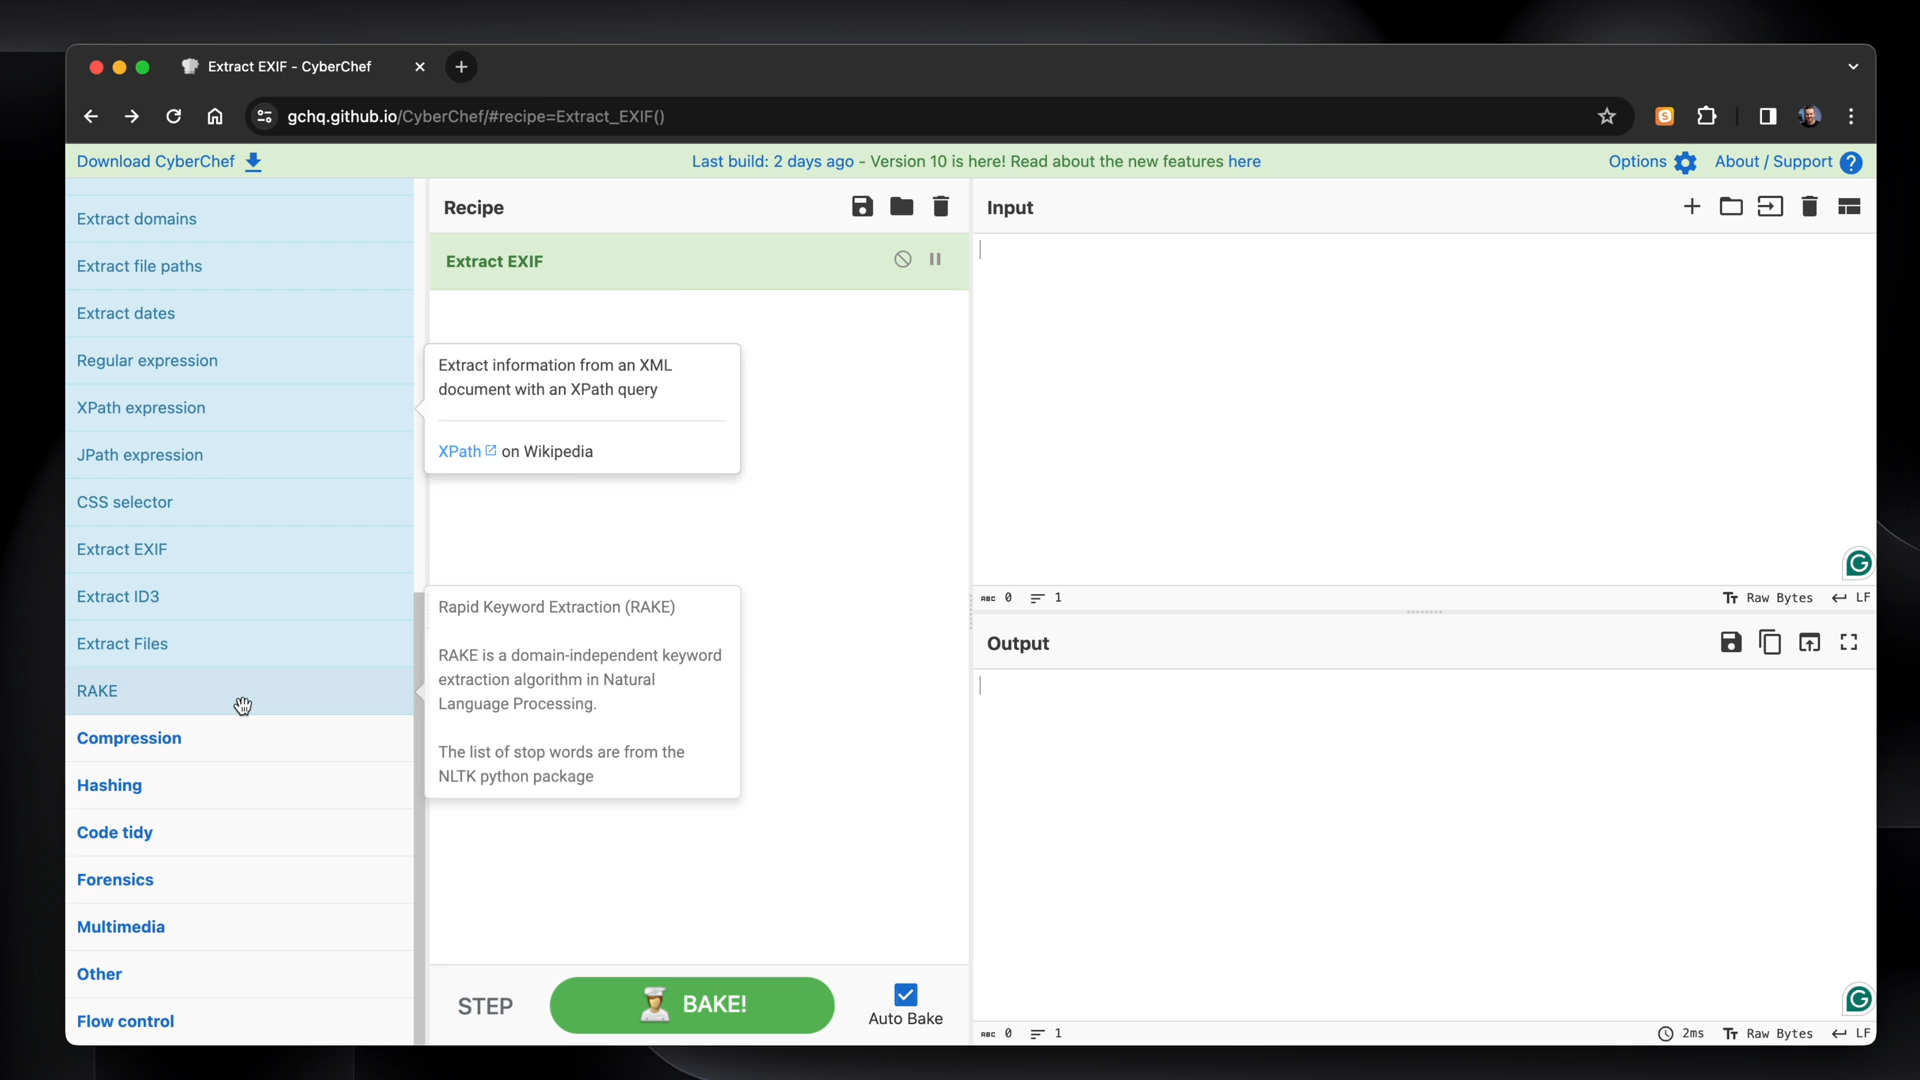 Extract EXIF - CyberChef
gchq.github.io/CyberChef/#recipe=Extract_EXIF()
Download CyberChef
Last build: 2 days ago - Version 10 is here! Read about the new features here
Options
About / Support
Extract domains
Extract file paths
Extract dates
Regular expression
XPath expression
JPath expression
CSS selector
Extract EXIF
Extract ID3
Extract Files
RAKE
Compression
Hashing
Code tidy
Forensics
Multimedia
Other
Flow control
Recipe
Extract EXIF
Extract information from an XML
document with an XPath query
XPath on Wikipedia
Rapid Keyword Extraction (RAKE)
RAKE is a domain-independent keyword
extraction algorithm in Natural
Language Processing.
The list of stop words are from the
NLTK python package
STEP
BAKE!
Auto Bake
Input
ABC 0 1
Tr Raw Bytes LF
Output
ABC 0 1
2ms Tr Raw Bytes LF